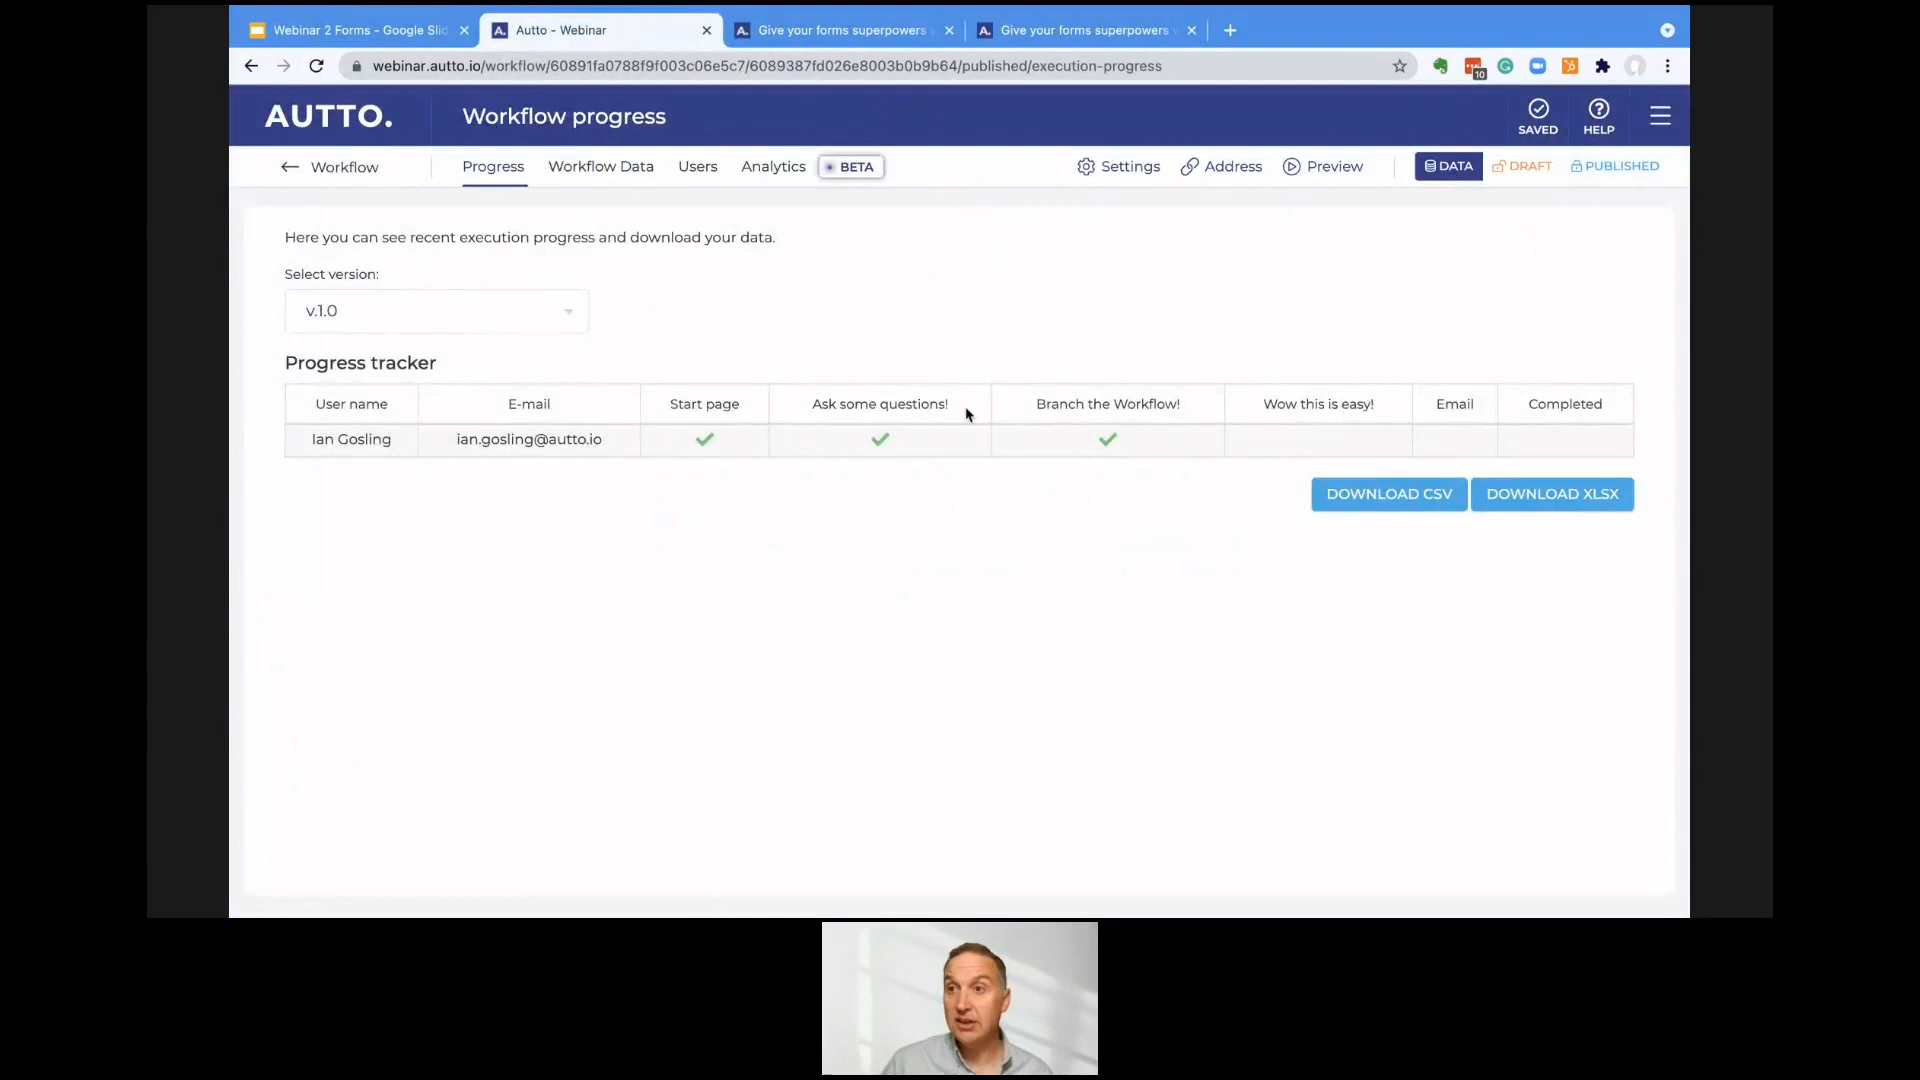 Webinar 2 Forms - Google Slid
Autto - Webinar
Give your forms superpowers
Give your forms superpowers
webinar.autto.io/workflow/60891fa0788f9f003c06e5c7/6089387fd026e8003b0b9b64/published/execution-progress
10
AUTTO.
Workflow progress
SAVED
HELP
Workflow
Progress
Workflow Data
Users
Analytics
BETA
Settings
Address
Preview
DATA
DRAFT
PUBLISHED
Here you can see recent execution progress and download your data.
Select version:
v.1.0
Progress tracker
User name
E-mail
Start page
Ask some questions!
Branch the Workflow!
Wow this is easy!
Email
Completed
Ian Gosling
ian.gosling@autto.io
DOWNLOAD CSV
DOWNLOAD XLSX